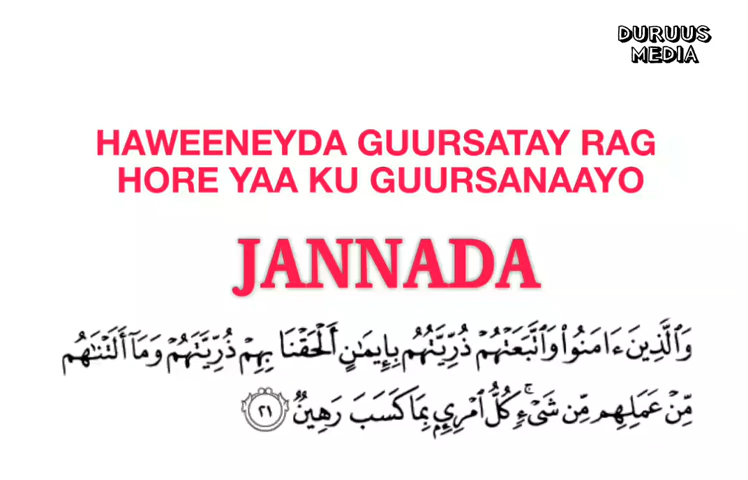 DURUUS
MEDIA
HAWEENEYDA GUURSATAY RAG
HORE YAA KU GUURSANAAYO
JANNADA
وَٱلَّذِينَ ءَامَنُوا۟ وَٱتَّبَعَتْهُمْ ذُرِّيَّتُهُم بِإِيمَـٰنٍ أَلْحَقْنَا بِهِمْ ذُرِّيَّتَهُمْ وَمَآ أَلَتْنَـٰهُم
مِّنْ عَمَلِهِم مِّن شَىْءٍۢ ۚ كُلُّ ٱمْرِئٍۭ بِمَا كَسَبَ رَهِينٌۭ ٢١